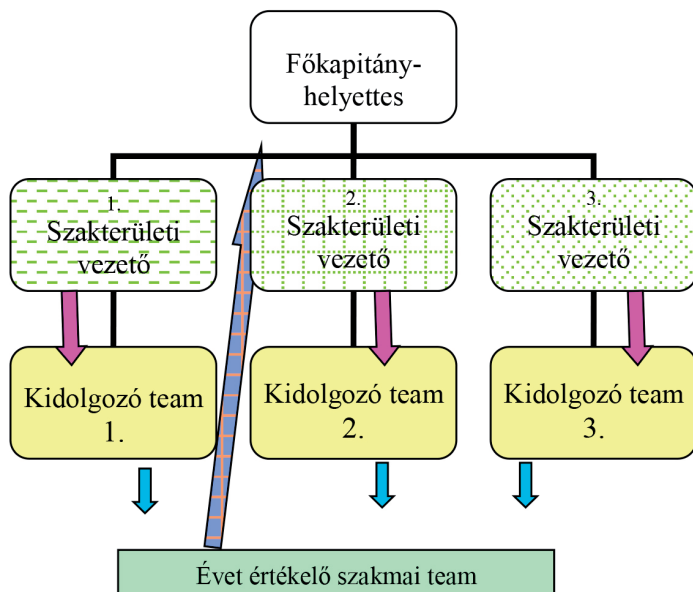 Főkapitány-
helyettes
1.
Szakterületi
vezető
2.
Szakterületi
vezető
3.
Szakterületi
vezető
Kidolgozó team
1.
Kidolgozó team
2.
Kidolgozó team
3.
Évet értékelő szakmai team